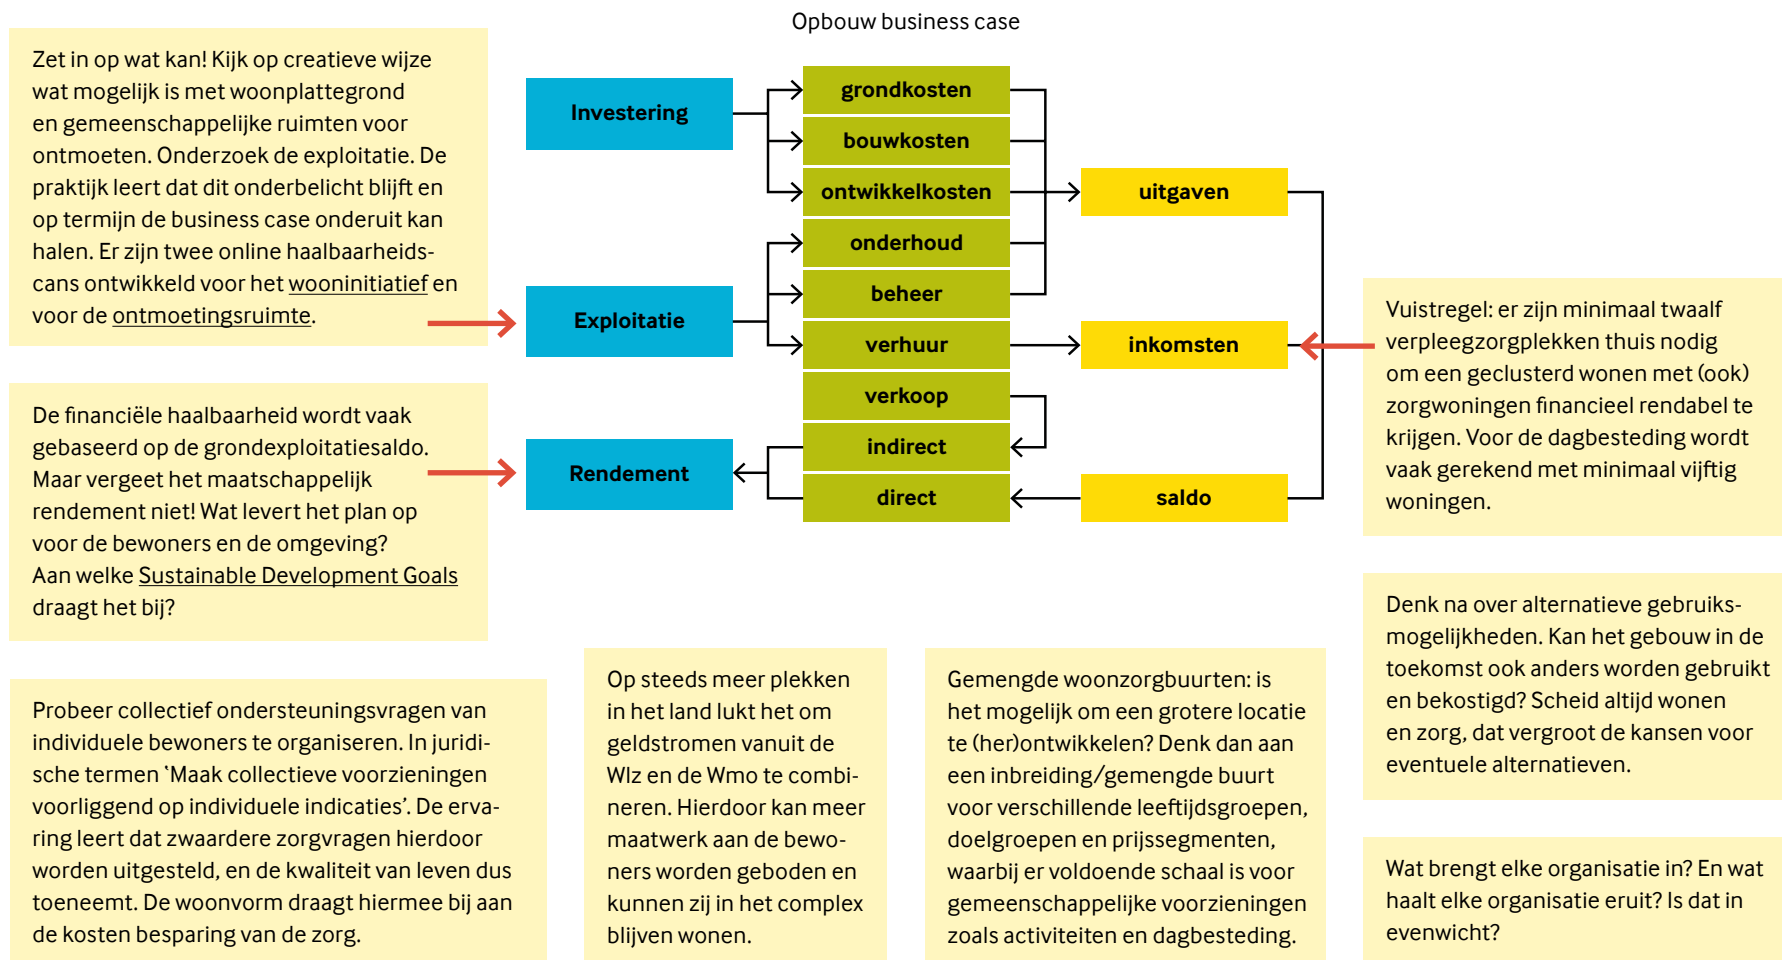 Opbouw business case
Zet in op wat kan! Kijk op creatieve wijze
wat mogelijk is met woonplattegrond
en gemeenschappelijke ruimten voor
ontmoeten. Onderzoek de exploitatie. De
praktijk leert dat dit onderbelicht blijft en
op termijn de business case onderuit kan
halen. Er zijn twee online haalbaarheids-
cans ontwikkeld voor het wooninitiatief en
voor de ontmoetingsruimte.
De financiële haalbaarheid wordt vaak
gebaseerd op de grondexploitatiesaldo.
Maar vergeet het maatschappelijk
rendement niet! Wat levert het plan op
voor de bewoners en de omgeving?
Aan welke Sustainable Development Goals
draagt het bij?
Investering
Exploitatie
Rendement
grondkosten
bouwkosten
ontwikkelkosten
onderhoud
beheer
verhuur
verkoop
indirect
direct
uitgaven
inkomsten
saldo
Vuistregel: er zijn minimaal twaalf
verpleegzorgplekken thuis nodig
om een geclusterd wonen met (ook)
zorgwoningen financieel rendabel te
krijgen. Voor de dagbesteding wordt
vaak gerekend met minimaal vijftig
woningen.
Denk na over alternatieve gebruiks-
mogelijkheden. Kan het gebouw in de
toekomst ook anders worden gebruikt
en bekostigd? Scheid altijd wonen
en zorg, dat vergroot de kansen voor
eventuele alternatieven.
Probeer collectief ondersteuningsvragen van
individuele bewoners te organiseren. In juridi-
sche termen ‘Maak collectieve voorzieningen
voorliggend op individuele indicaties’. De erva-
ring leert dat zwaardere zorgvragen hierdoor
worden uitgesteld, en de kwaliteit van leven dus
toeneemt. De woonvorm draagt hiermee bij aan
de kosten besparing van de zorg.
Op steeds meer plekken
in het land lukt het om
geldstromen vanuit de
Wlz en de Wmo te combi-
neren. Hierdoor kan meer
maatwerk aan de bewo-
ners worden geboden en
kunnen zij in het complex
blijven wonen.
Gemengde woonzorgbuurten: is
het mogelijk om een grotere locatie
te (her)ontwikkelen? Denk dan aan
een inbreiding/gemengde buurt
voor verschillende leeftijdsgroepen,
doelgroepen en prijssegmenten,
waarbij er voldoende schaal is voor
gemeenschappelijke voorzieningen
zoals activiteiten en dagbesteding.
Wat brengt elke organisatie in? En wat
haalt elke organisatie eruit? Is dat in
evenwicht?